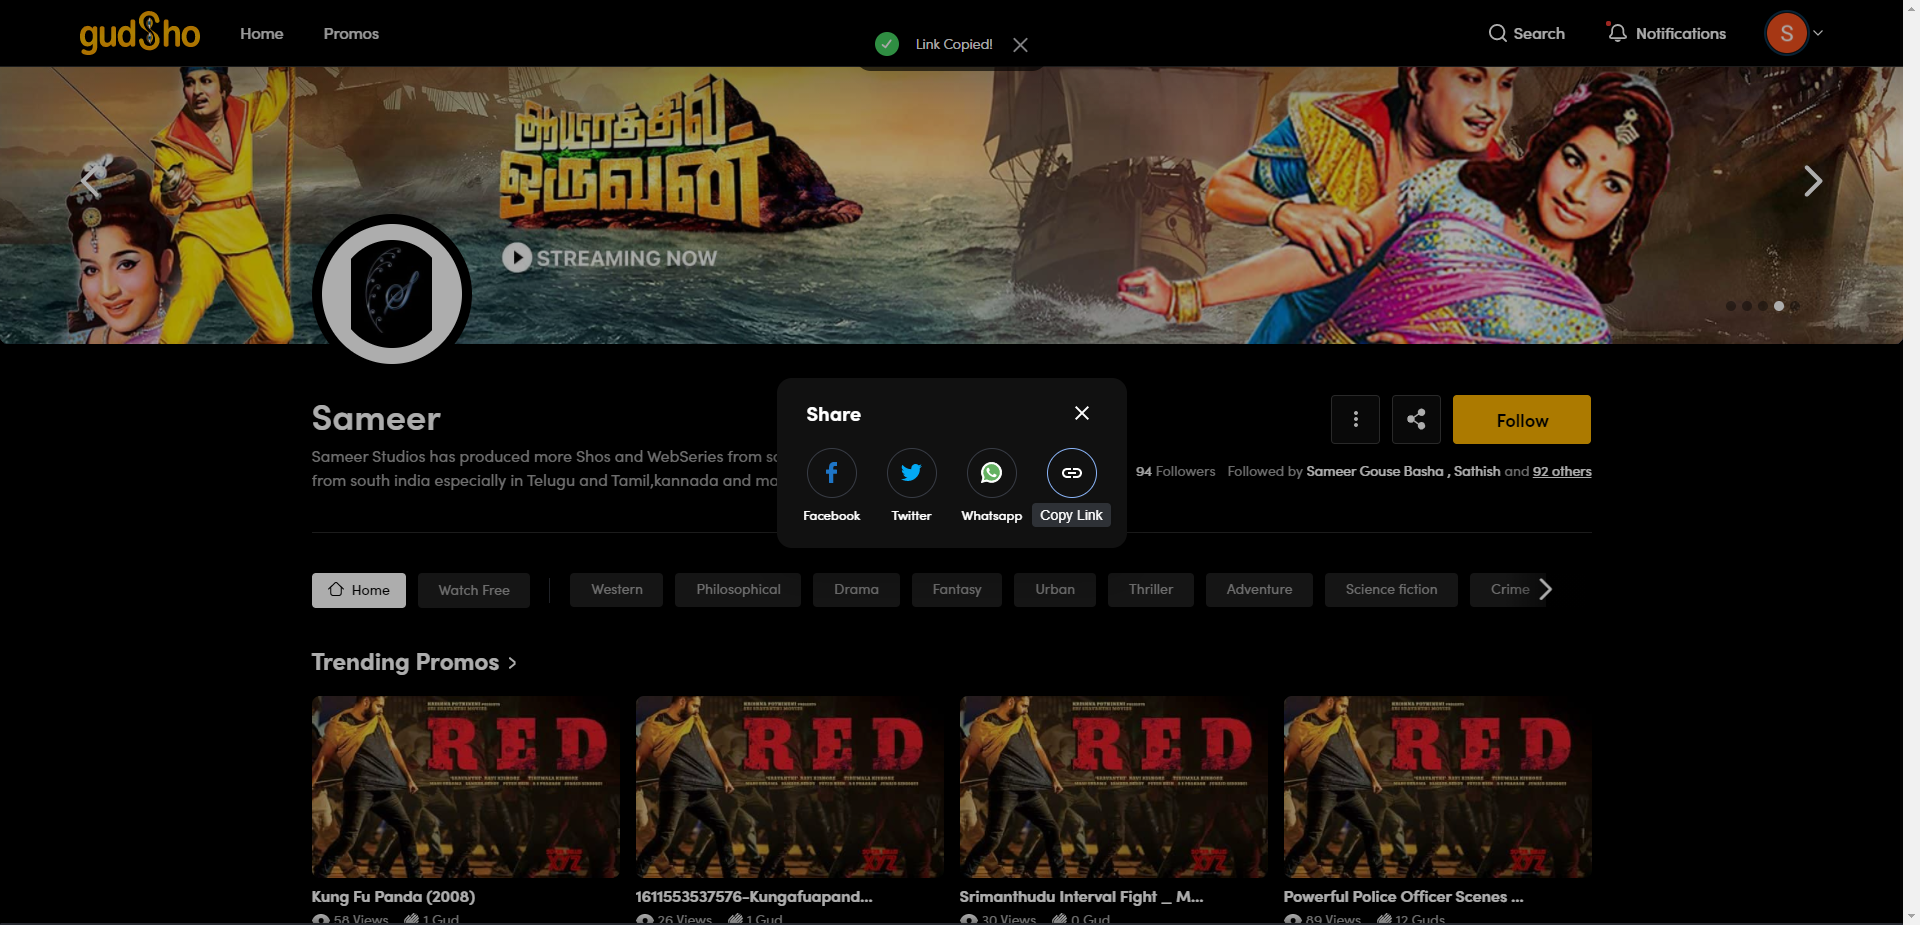 gudSho
Home
Promos
Link Copied!
Search
Notifications
S
ஆயிரத்தில்
ஒருவன்
STREAMING NOW
Sameer
Sameer Studios has produced more Shos and WebSeries from
from south india especially in Telugu and Tamil,kannada and
Share
Facebook
Twitter
Whatsapp
Copy Link
Follow
94 Followers Followed by Sameer Gouse Basha , Sathish and 92 others
Home
Watch Free
Western
Philosophical
Drama
Fantasy
Urban
Thriller
Adventure
Science fiction
Crime
Trending Promos >
RED
RED
RED
RED
Kung Fu Panda (2008)
1611553537576-Kungafuapand...
Srimanthudu Interval Fight _ M...
Powerful Police Officer Scenes ...
58 Views 1 Gud
26 Views 1 Gud
30 Views 0 Gud
89 Views 12 Guds